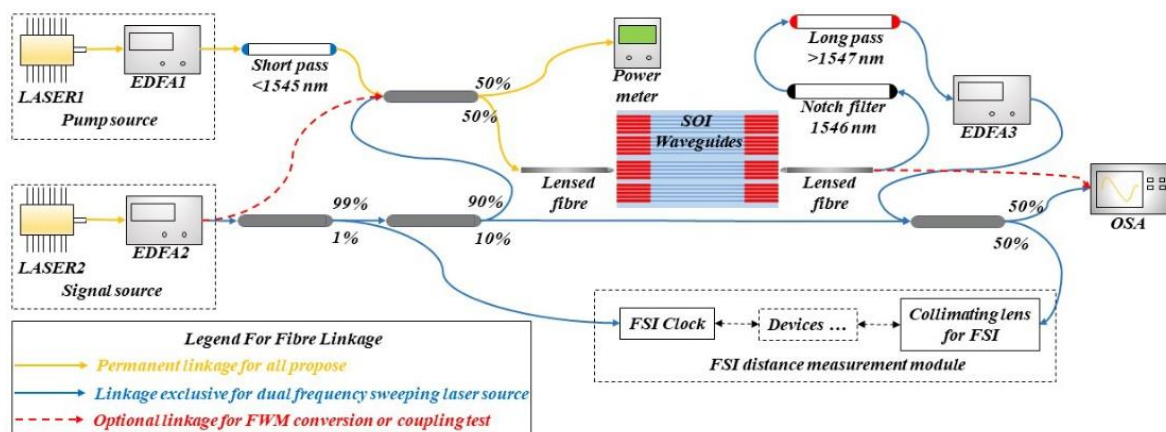 LASER1
EDFA1
Pump source
Short pass
<1545 nm
50%
50%
Power
meter
SOI
Waveguides
Lensed
fibre
Lensed
fibre
Long pass
>1547 nm
Notch filter
1546 nm
EDFA3
OSA
LASER2
EDFA2
Signal source
99%
1%
90%
10%
50%
50%
FSI Clock
Devices ...
Collimating lens
for FSI
FSI distance measurement module
Legend For Fibre Linkage
Permanent linkage for all propose
Linkage exclusive for dual frequency sweeping laser source
Optional linkage for FWM conversion or coupling test